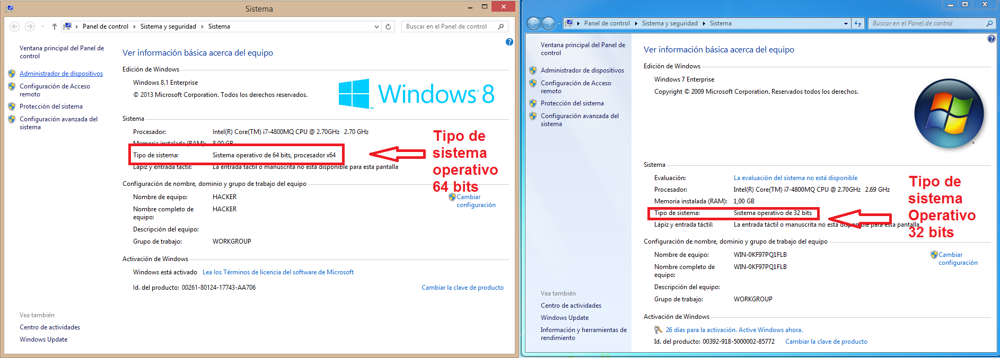 Sistema
Panel de control Sistema y seguridad Sistema
Buscar en el Panel de control
Ventana principal del Panel de
control
Administrador de dispositivos
Configuración de Acceso
remoto
Protección del sistema
Configuración avanzada del
sistema
Vea también
Centro de actividades
Windows Update
Ver información básica acerca del equipo
Edición de Windows
Windows 8.1 Enterprise
© 2013 Microsoft Corporation. Todos los derechos reservados.
Windows 8
Sistema
Procesador: Intel(R) Core(TM) i7-4800MQ CPU @ 2.70GHz 2.70 GHz
Memoria instalada (RAM): 8,00 GB
Tipo de sistema: Sistema operativo de 64 bits, procesador x64
Lápiz y entrada táctil: La entrada táctil o manuscrita no está disponible para esta pantalla
Tipo de
sistema
operativo
64 bits
Configuración de nombre, dominio y grupo de trabajo del equipo
Nombre de equipo: HACKER
Cambiar
configuración
Nombre completo de
equipo: HACKER
Descripción del equipo:
Grupo de trabajo: WORKGROUP
Activación de Windows
Windows está activado Lea los Términos de licencia del software de Microsoft
Id. del producto: 00261-80124-17743-AA706
Cambiar la clave de producto
Panel de control Sistema y seguridad Sistema
Buscar en el Panel de control
Ventana principal del Panel de
control
Administrador de dispositivos
Configuración de Acceso
remoto
Protección del sistema
Configuración avanzada del
sistema
Vea también
Centro de actividades
Windows Update
Información y herramientas de
rendimiento
Ver información básica acerca del equipo
Edición de Windows
Windows 7 Enterprise
Copyright © 2009 Microsoft Corporation. Reservados todos los derechos.
Sistema
Evaluación: La evaluación del sistema no está disponible
Procesador: Intel(R) Core(TM) i7-4800MQ CPU @ 2.70GHz 2.69 GHz
Memoria instalada (RAM): 1,00 GB
Tipo de sistema: Sistema operativo de 32 bits
Lápiz y entrada táctil: La entrada táctil o manuscrita no está disponible para esta pantalla
Tipo de
sistema
Operativo
32 bits
Configuración de nombre, dominio y grupo de trabajo del equipo
Nombre de equipo: WIN-0KF97PQ1FLB
Cambiar
configuración
Nombre completo de
equipo: WIN-0KF97PQ1FLB
Descripción del equipo:
Grupo de trabajo: WORKGROUP
Activación de Windows
26 días para la activación. Active Windows ahora.
Id. del producto: 00392-918-5000002-85772
Cambiar la clave de producto